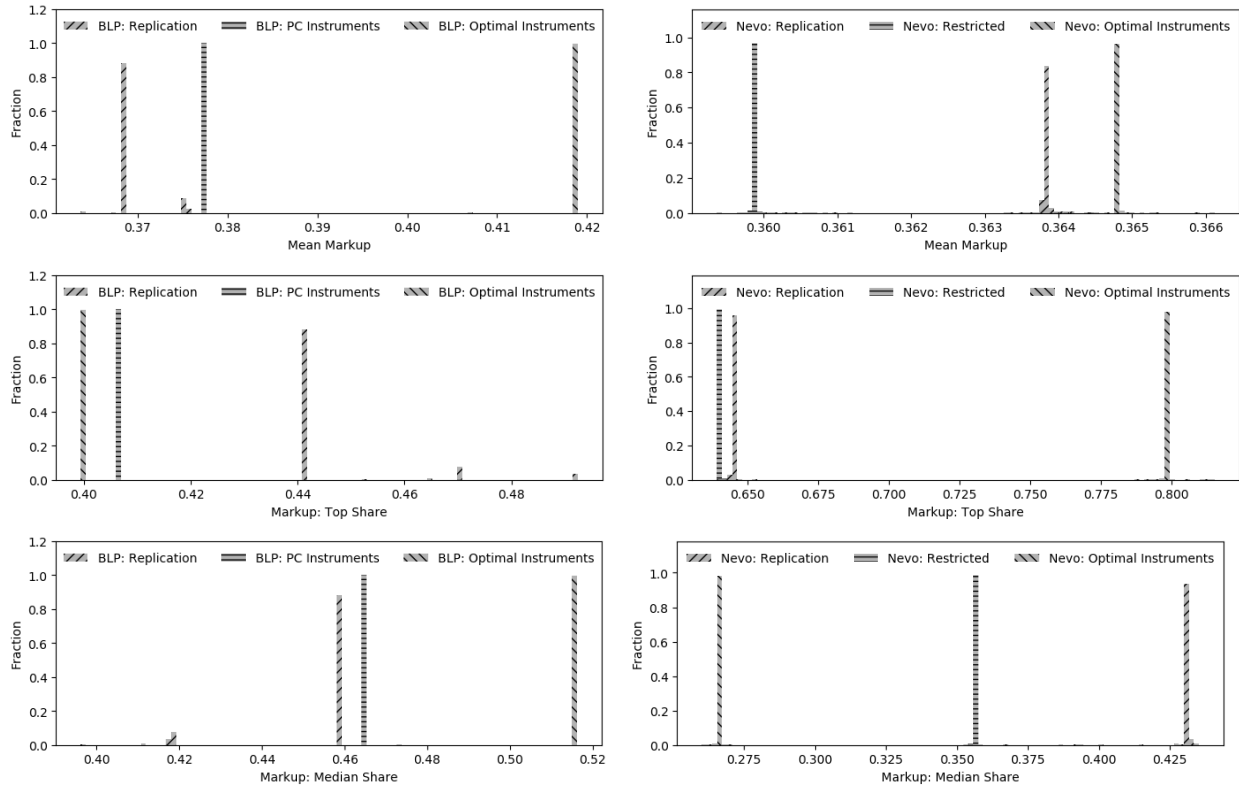 1.2
BLP: Replication BLP: PC Instruments BLP: Optimal Instruments
1.0
0.8
0.6
0.4
0.2
0.0
Fraction
0.37 0.38 0.39 0.40 0.41 0.42
Mean Markup
Nevo: Replication Nevo: Restricted Nevo: Optimal Instruments
1.0
0.8
0.6
0.4
0.2
0.0
Fraction
0.360 0.361 0.362 0.363 0.364 0.365 0.366
Mean Markup
1.2
BLP: Replication BLP: PC Instruments BLP: Optimal Instruments
1.0
0.8
0.6
0.4
0.2
0.0
Fraction
0.40 0.42 0.44 0.46 0.48
Markup: Top Share
Nevo: Replication Nevo: Restricted Nevo: Optimal Instruments
1.0
0.8
0.6
0.4
0.2
0.0
Fraction
0.650 0.675 0.700 0.725 0.750 0.775 0.800
Markup: Top Share
1.2
BLP: Replication BLP: PC Instruments BLP: Optimal Instruments
1.0
0.8
0.6
0.4
0.2
0.0
Fraction
0.40 0.42 0.44 0.46 0.48 0.50 0.52
Markup: Median Share
Nevo: Replication Nevo: Restricted Nevo: Optimal Instruments
1.0
0.8
0.6
0.4
0.2
0.0
Fraction
0.275 0.300 0.325 0.350 0.375 0.400 0.425
Markup: Median Share